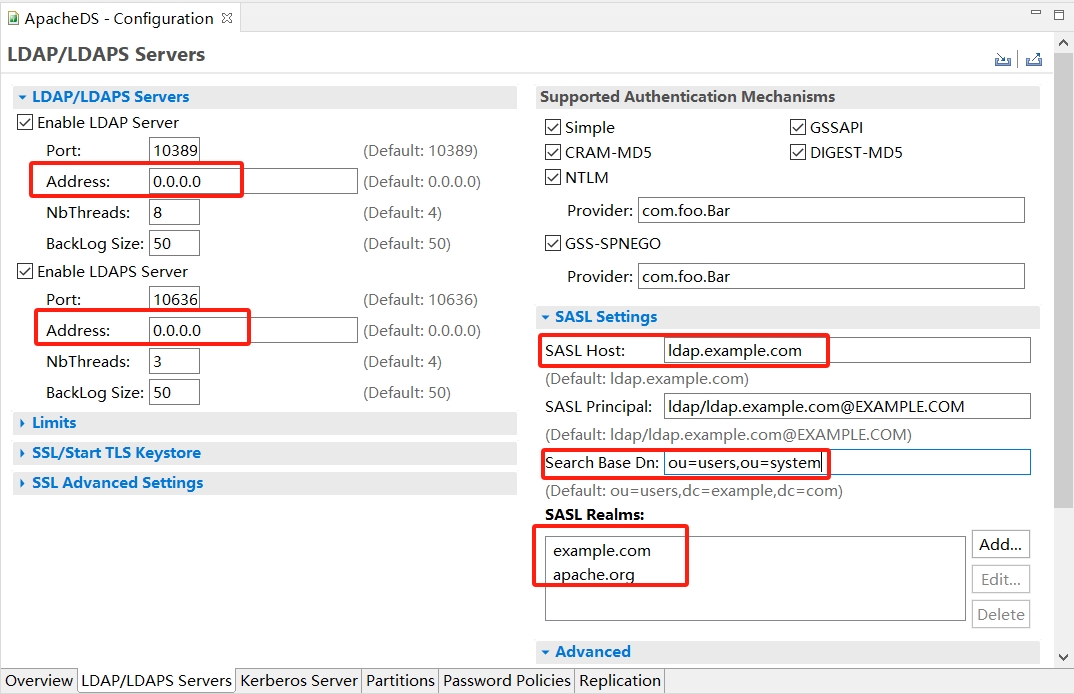 ApacheDS - Configuration
LDAP/LDAPS Servers
LDAP/LDAPS Servers
Enable LDAP Server
Port: 10389 (Default: 10389)
Address: 0.0.0.0 (Default: 0.0.0.0)
NbThreads: 8 (Default: 4)
BackLog Size: 50 (Default: 50)
Enable LDAPS Server
Port: 10636 (Default: 10636)
Address: 0.0.0.0 (Default: 0.0.0.0)
NbThreads: 3 (Default: 4)
BackLog Size: 50 (Default: 50)
Limits
SSL/Start TLS Keystore
SSL Advanced Settings
Supported Authentication Mechanisms
Simple GSSAPI
CRAM-MD5 DIGEST-MD5
NTLM
Provider: com.foo.Bar
GSS-SPNEGO
Provider: com.foo.Bar
SASL Settings
SASL Host: ldap.example.com
(Default: ldap.example.com)
SASL Principal: ldap/ldap.example.com@EXAMPLE.COM
(Default: ldap/ldap.example.com@EXAMPLE.COM)
Search Base Dn: ou=users,ou=system
(Default: ou=users,dc=example,dc=com)
SASL Realms:
example.com
apache.org
Add...
Edit...
Delete
Advanced
Overview LDAP/LDAPS Servers Kerberos Server Partitions Password Policies Replication